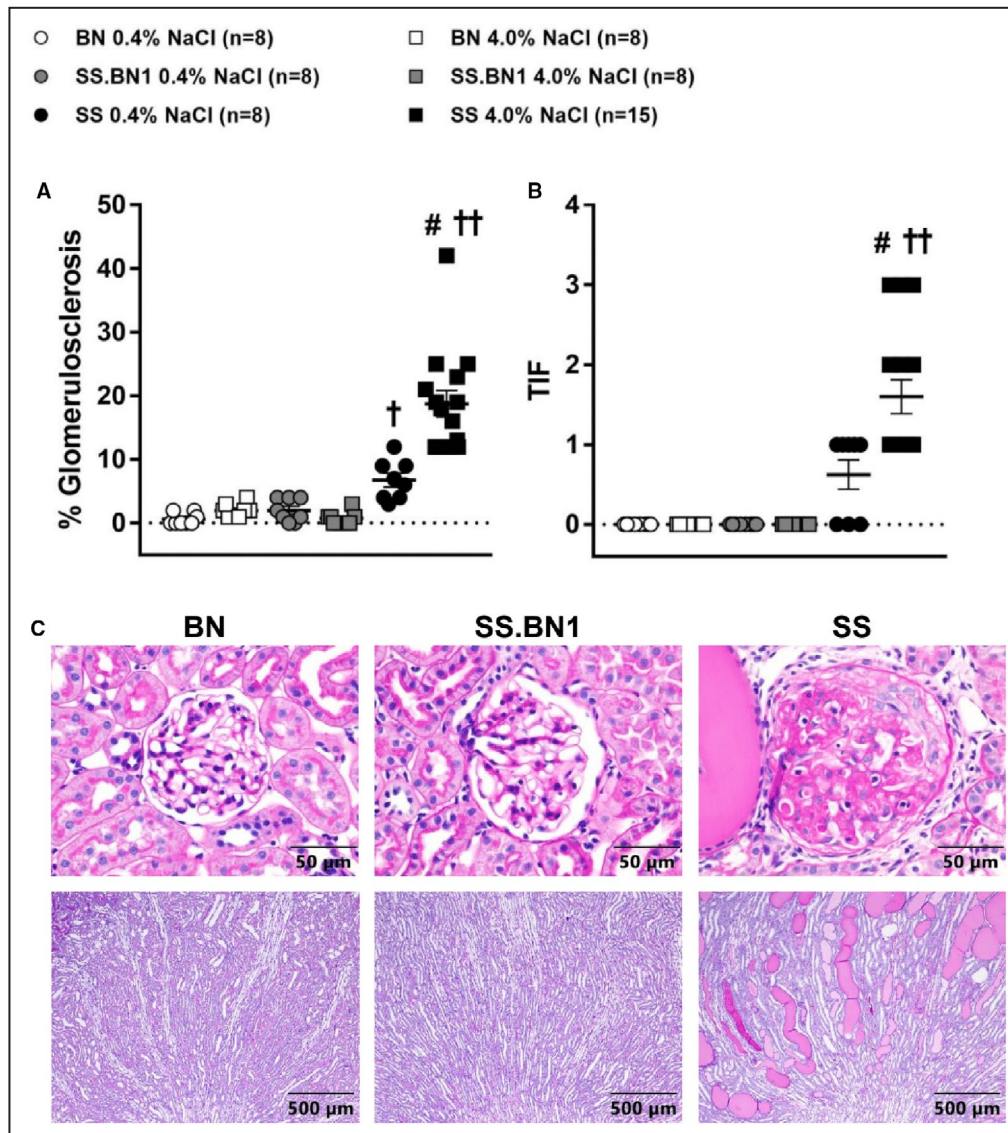 BN 0.4% NaCl (n=8)
BN 4.0% NaCl (n=8)
SS.BN1 0.4% NaCl (n=8)
SS.BN1 4.0% NaCl (n=8)
SS 0.4% NaCl (n=8)
SS 4.0% NaCl (n=15)
A
% Glomerulosclerosis
50
40
30
20
10
0
†
# ††
B
TIF
4
3
2
1
0
# ††
C
BN
SS.BN1
SS
50 µm
50 µm
50 µm
500 µm
500 µm
500 µm